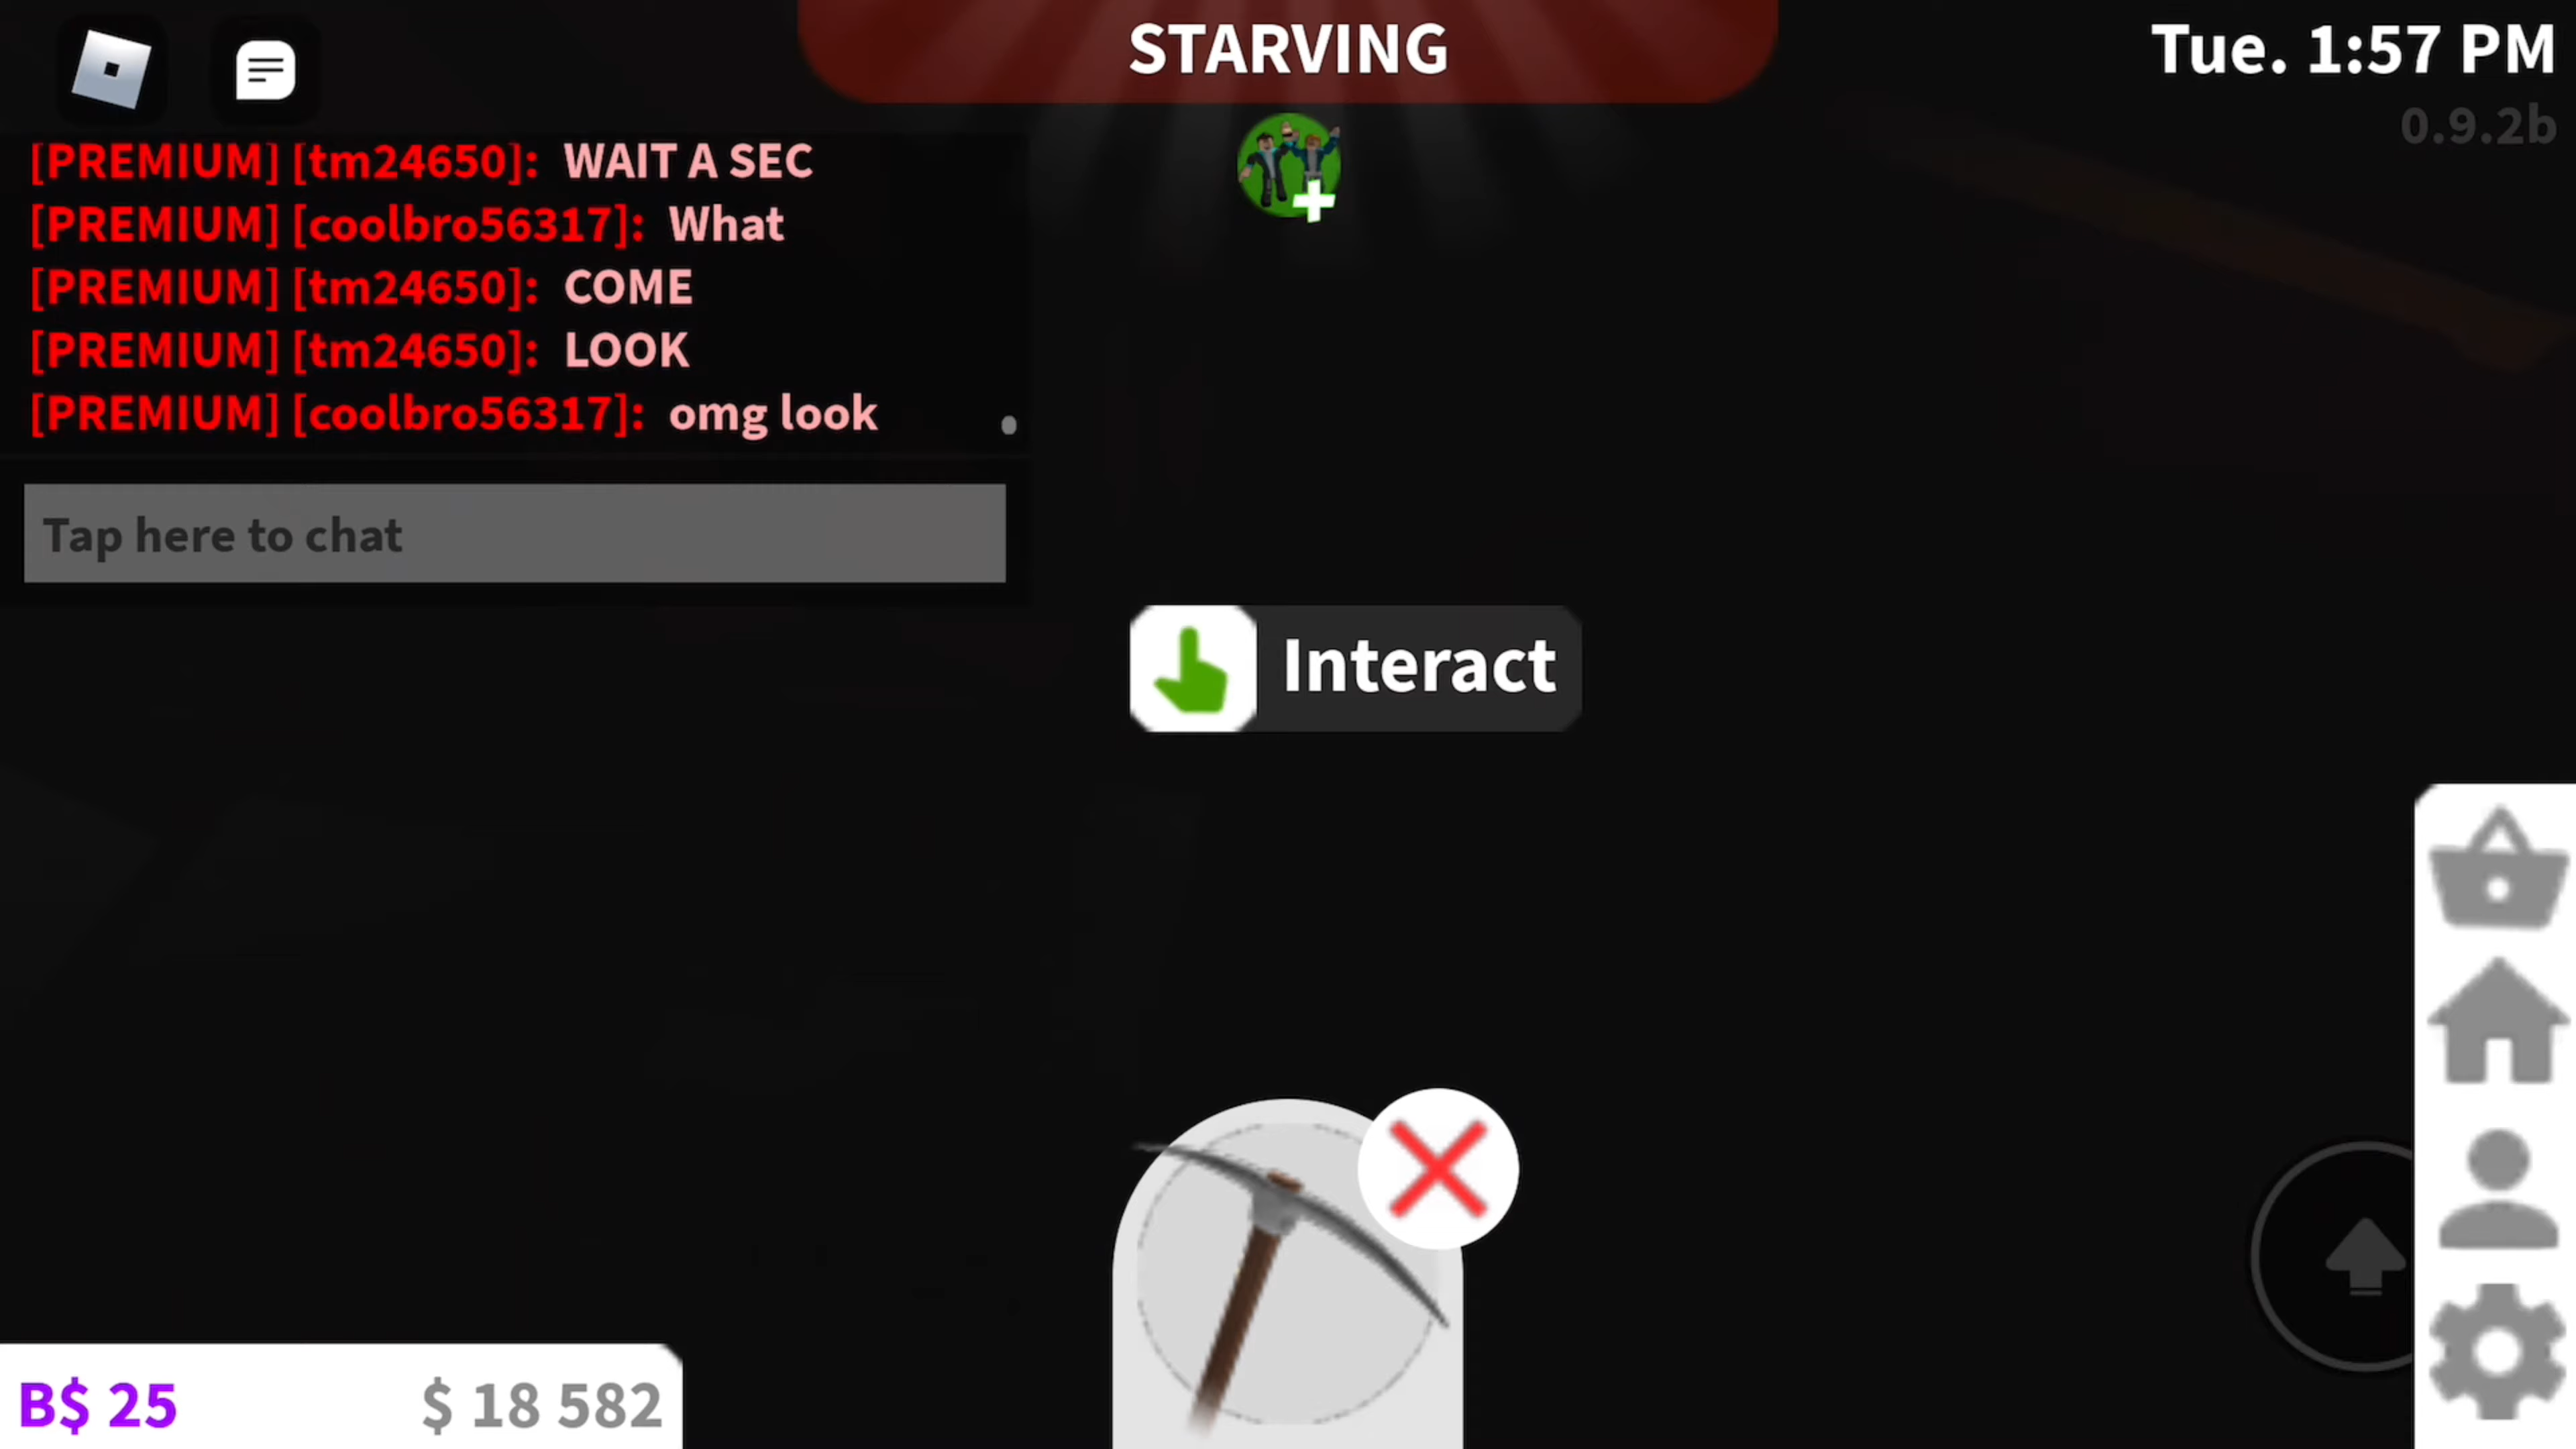 STARVING
Tue. 1:57 PM
0.9.2b
[PREMIUM] [tm24650]: WAIT A SEC
[PREMIUM] [coolbro56317]: What
[PREMIUM] [tm24650]: COME
[PREMIUM] [tm24650]: LOOK
[PREMIUM] [coolbro56317]: omg look
Tap here to chat
Interact
B$ 25
$ 18 582